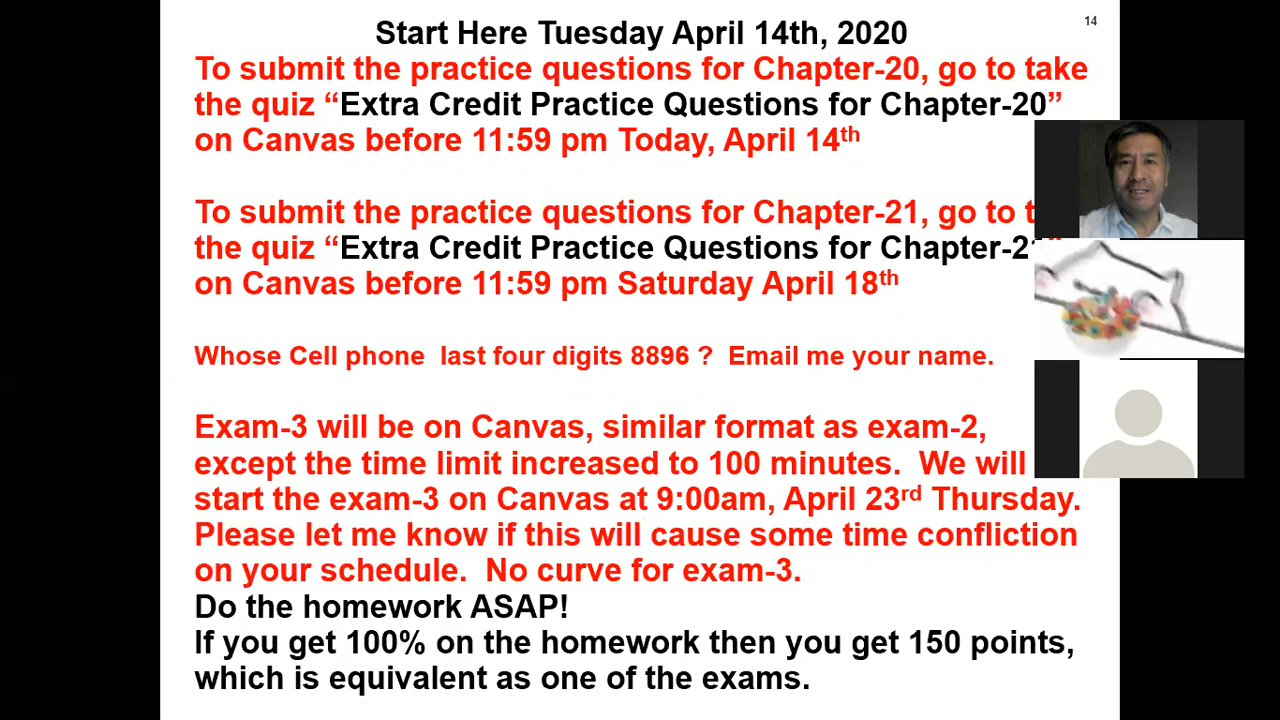 Start Here Tuesday April 14th, 2020
14
To submit the practice questions for Chapter-20, go to take
the quiz “Extra Credit Practice Questions for Chapter-20”
on Canvas before 11:59 pm Today, April 14th
To submit the practice questions for Chapter-21, go to
the quiz “Extra Credit Practice Questions for
on Canvas before 11:59 pm Saturday April 18th
Whose Cell phone last four digits 8896 ? Email me your name.
Exam-3 will be on Canvas, similar format as exam-2,
except the time limit increased to 100 minutes. We will
start the exam-3 on Canvas at 9:00am, April 23rd Thursday.
Please let me know if this will cause some time confliction
on your schedule. No curve for exam-3.
Do the homework ASAP!
If you get 100% on the homework then you get 150 points,
which is equivalent as one of the exams.